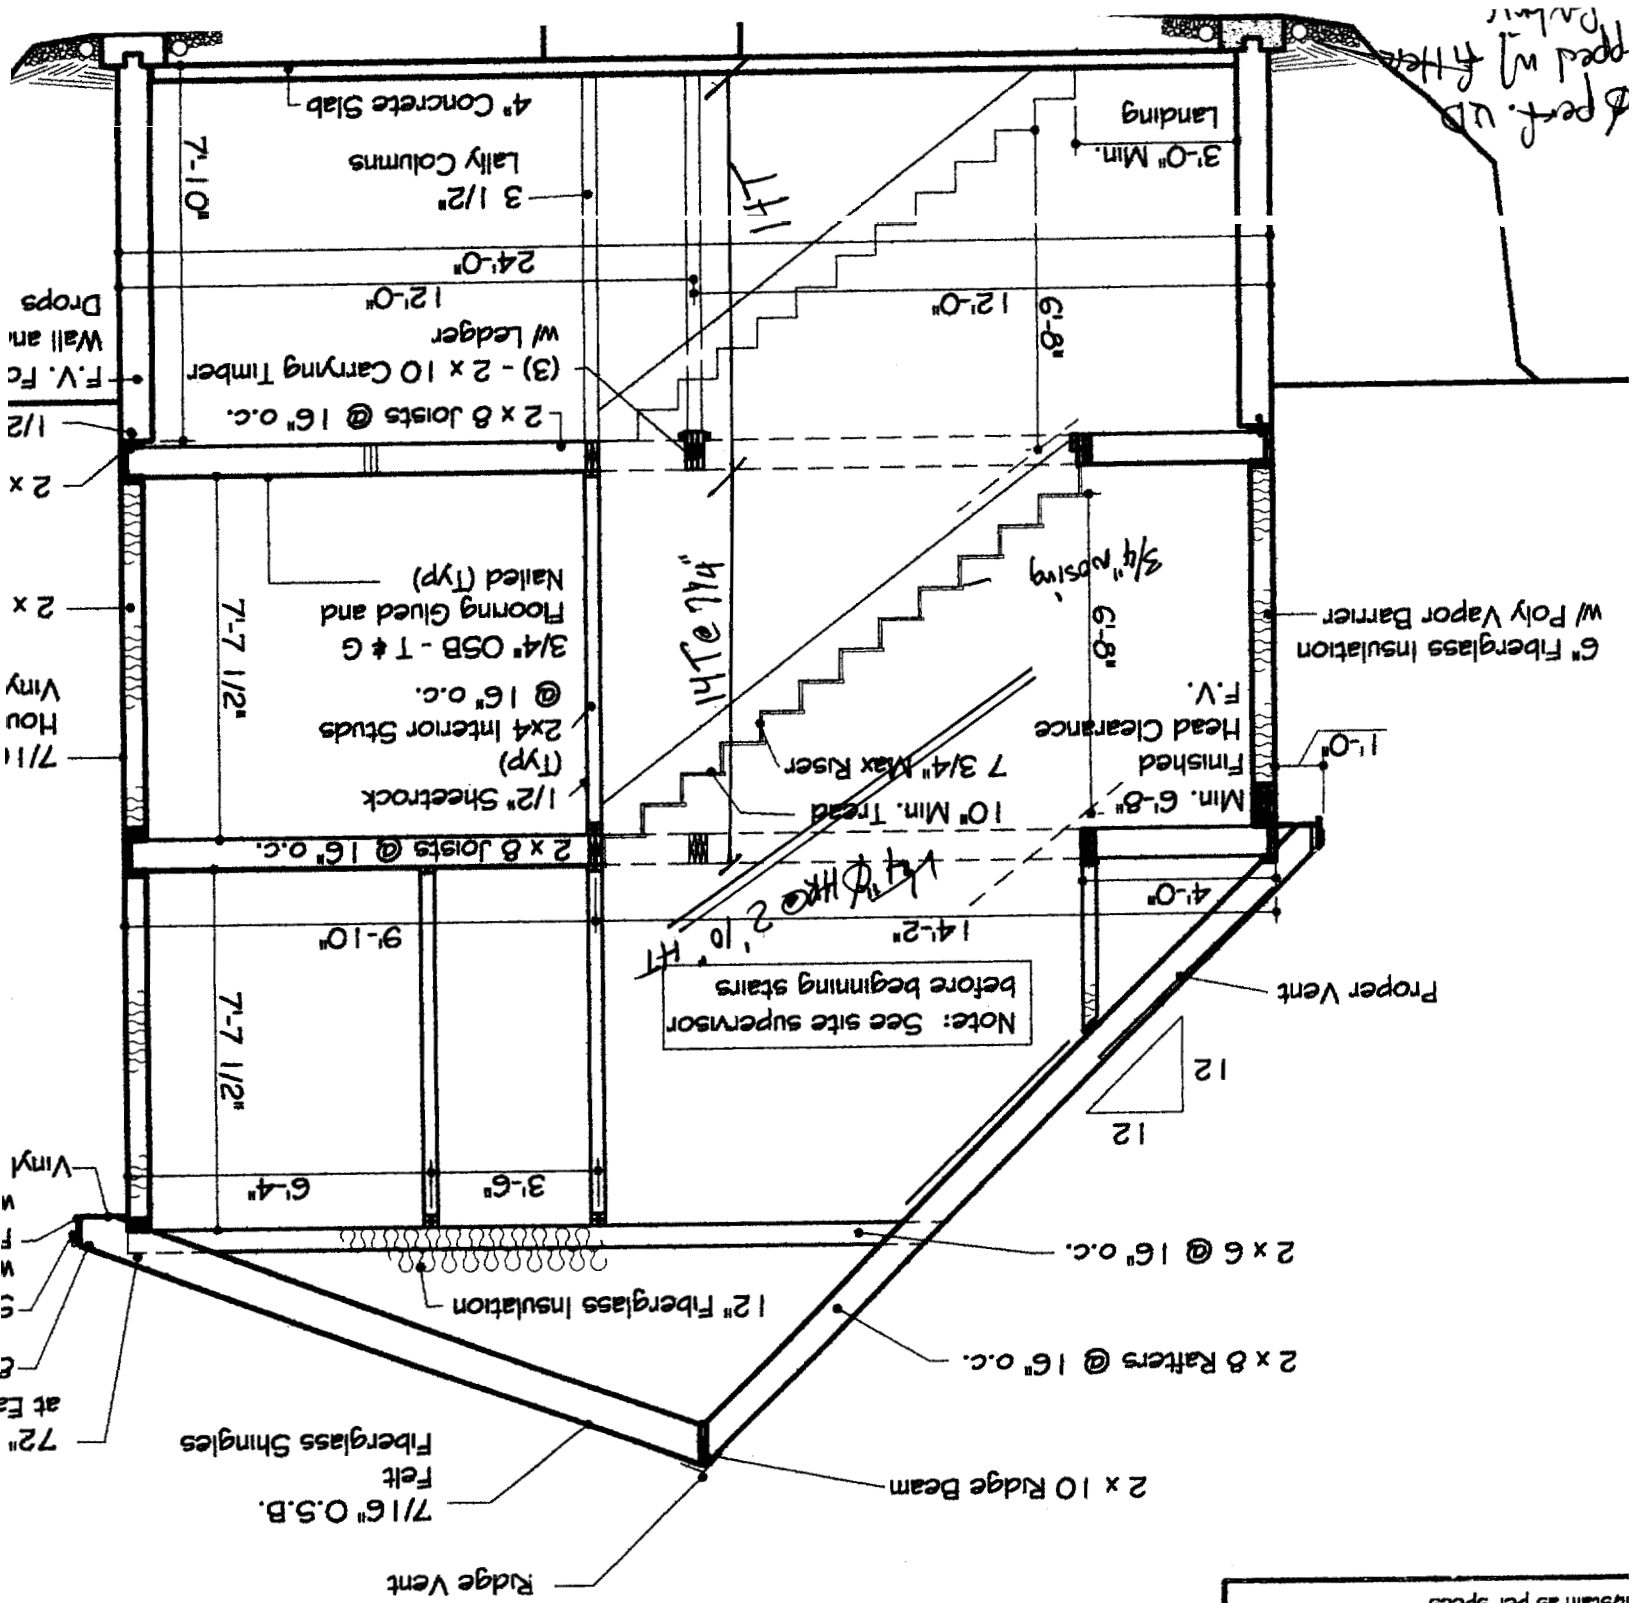 Ridge Vent
7/16" O.S.B.
Felt
Fiberglass Shingles
2 x 10 Ridge Beam
72"
2 x 8 Rafters @ 16" o.c.
12" Fiberglass Insulation
2 x 6 @ 16" o.c.
Vinyl
3'-6"
6'-4"
12
12
7'-7 1/2"
Proper Vent
Note: See site supervisor
before beginning stairs
14'-2"
9'-10"
4'-0"
2 x 8 Joists @ 16" o.c.
10" Min. Tread
7 3/4" Max Riser
Min. 6'-8"
Finished
Head Clearance
F.V.
1'-0"
1/2" Sheetrock
(Typ)
2x4 Interior Studs
@ 16" o.c.
3/4" OSB - T & G
Flooring Glued and
Nailed (Typ)
6" Fiberglass Insulation
w/ Poly Vapor Barrier
6'-8"
3/4" nosing
14T @ 7 1/4"
7'-7 1/2"
2 x
2 x
2 x 8 Joists @ 16" o.c.
(3) - 2 x 10 Carrying Timber
w/ Ledger
F.V.
Drops
12'-0"
12'-0"
24'-0"
6'-8"
3 1/2"
Lally Columns
7'-10"
3'-0" Min.
Landing
4" Concrete Slab
perf.